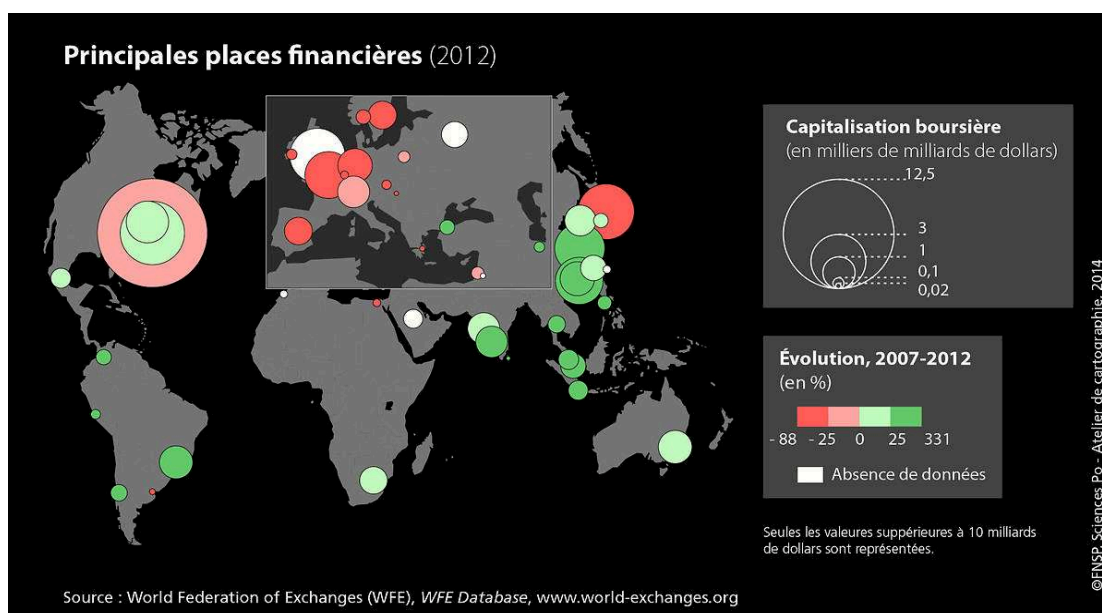 Principales places financières (2012)
Capitalisation boursière
(en milliers de milliards de dollars)
12,5
3
1
0,1
0,02
Évolution, 2007-2012
(en %)
- 88 - 25 0 25 331
Absence de données
Seules les valeurs suppérieures à 10 milliards
de dollars sont représentées.
©FNSP. Sciences Po - Atelier de cartographie, 2014
Source : World Federation of Exchanges (WFE), WFE Database, www.world-exchanges.org